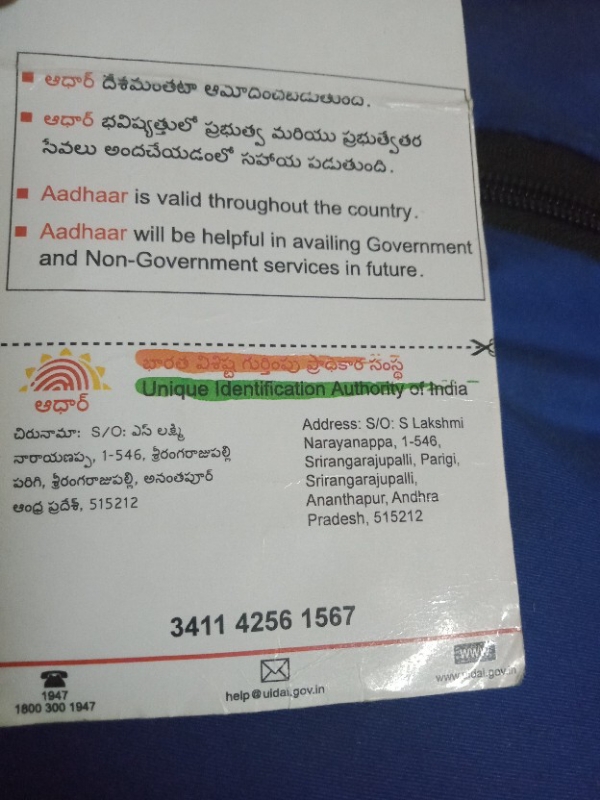 ఆధార్ దేశమంతటా ఆమోదించబడుతుంది.
ఆధార్ భవిష్యత్తులో ప్రభుత్వ మరియు ప్రభుత్వేతర
సేవలు అందచేయడంలో సహాయ పడుతుంది.
Aadhaar is valid throughout the country.
Aadhaar will be helpful in availing Government
and Non-Government services in future.
భారత విశిష్ట గుర్తింపు ప్రాధికార సంస్థ
Unique Identification Authority of India
ఆధార్
చిరునామా: S/O: ఎస్ లక్ష్మి
నారాయణప్ప, 1-546, శ్రీరంగరాజుపల్లి
పరిగి, శ్రీరంగరాజుపల్లి, అనంతపూర్
ఆంధ్ర ప్రదేశ్, 515212
Address: S/O: S Lakshmi
Narayanappa, 1-546,
Srirangarajupalli, Parigi,
Srirangarajupalli,
Ananthapur, Andhra
Pradesh, 515212
3411 4256 1567
1947
1800 300 1947
help@uidai.gov.in
WWW
www.uidai.gov.in